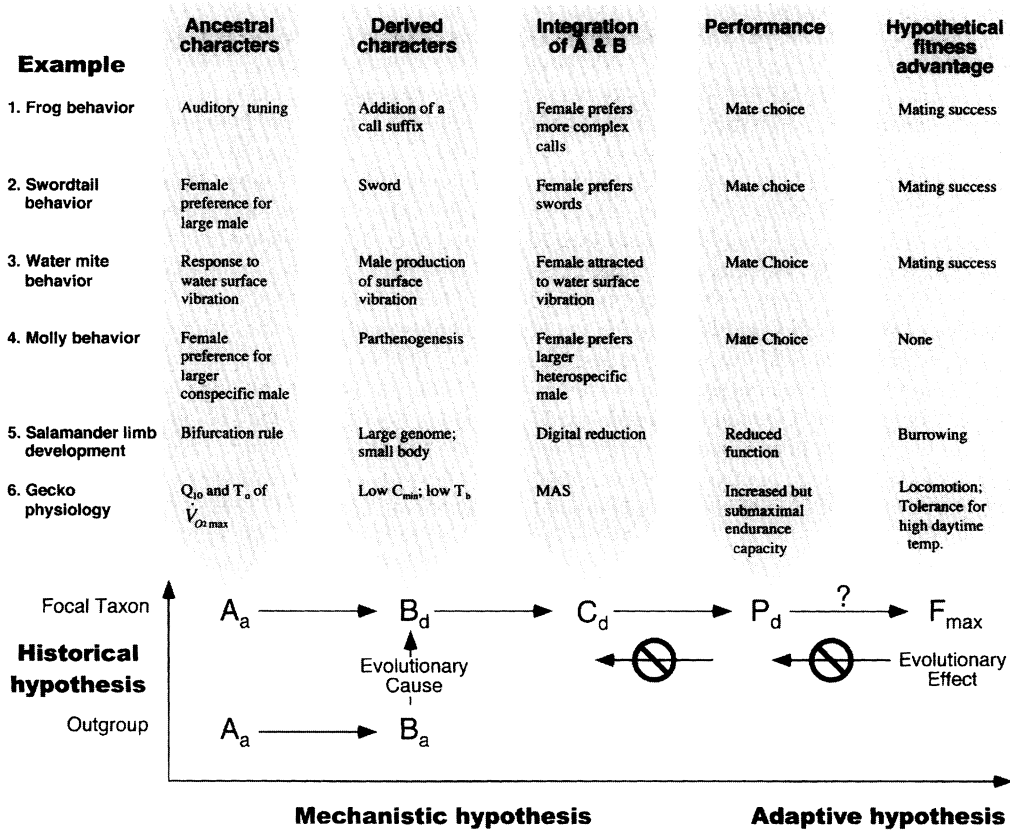 Ancestral characters
Derived characters
Integration of A & B
Performance
Hypothetical fitness advantage
Example
1. Frog behavior
Auditory tuning
Addition of a call suffix
Female prefers more complex calls
Mate choice
Mating success
2. Swordtail behavior
Female preference for large male
Sword
Female prefers swords
Mate choice
Mating success
3. Water mite behavior
Response to water surface vibration
Male production of surface vibration
Female attracted to water surface vibration
Mate Choice
Mating success
4. Molly behavior
Female preference for larger conspecific male
Parthenogenesis
Female prefers larger heterospecific male
Mate Choice
None
5. Salamander limb development
Bifurcation rule
Large genome; small body
Digital reduction
Reduced function
Burrowing
6. Gecko physiology
Q10 and To of V̇O2 max
Low Cmin; low Tb
MAS
Increased but submaximal endurance capacity
Locomotion; Tolerance for high daytime temp.
Focal Taxon
Aa
Bd
Cd
Pd
?
Fmax
Historical hypothesis
Evolutionary Cause
Evolutionary Effect
Outgroup
Aa
Ba
Mechanistic hypothesis
Adaptive hypothesis